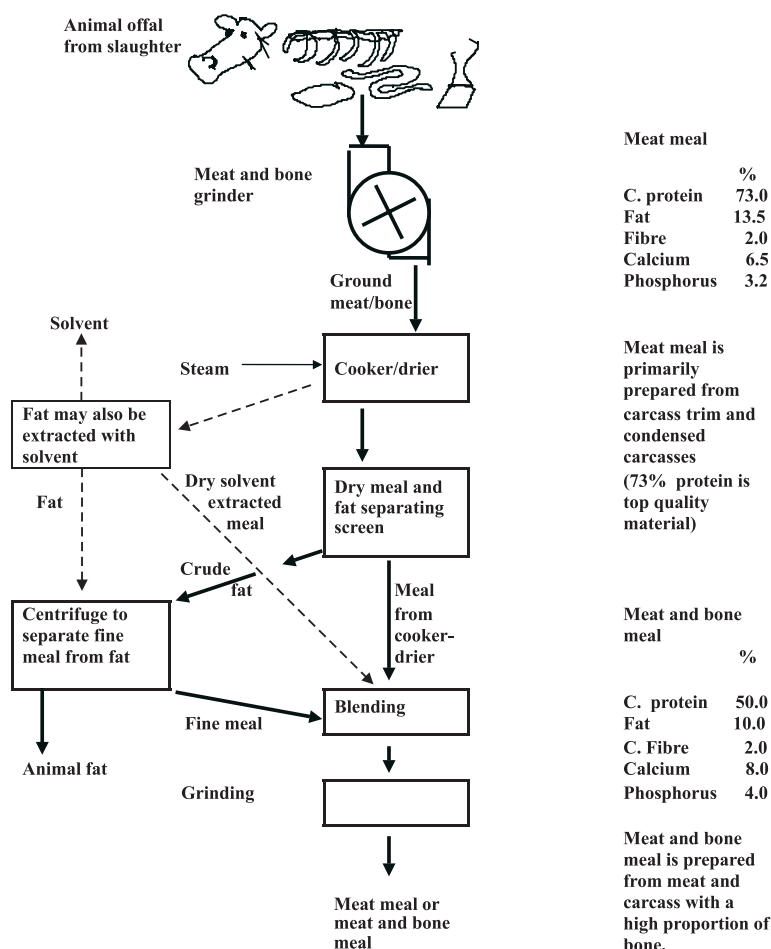 Animal offal
from slaughter
Meat and bone
grinder
Ground
meat/bone
Solvent
Steam
Cooker/drier
Fat may also be
extracted with
solvent
Dry solvent
extracted
meal
Fat
Dry meal and
fat separating
screen
Crude
fat
Meal
from
cooker-
drier
Centrifuge to
separate fine
meal from fat
Blending
Fine meal
Animal fat
Grinding
Meat meal or
meat and bone
meal
Meat meal
%
C. protein 73.0
Fat 13.5
Fibre 2.0
Calcium 6.5
Phosphorus 3.2
Meat meal is
primarily
prepared from
carcass trim and
condensed
carcasses
(73% protein is
top quality
material)
Meat and bone
meal
%
C. protein 50.0
Fat 10.0
C. Fibre 2.0
Calcium 8.0
Phosphorus 4.0
Meat and bone
meal is prepared
from meat and
carcass with a
high proportion of
bone.